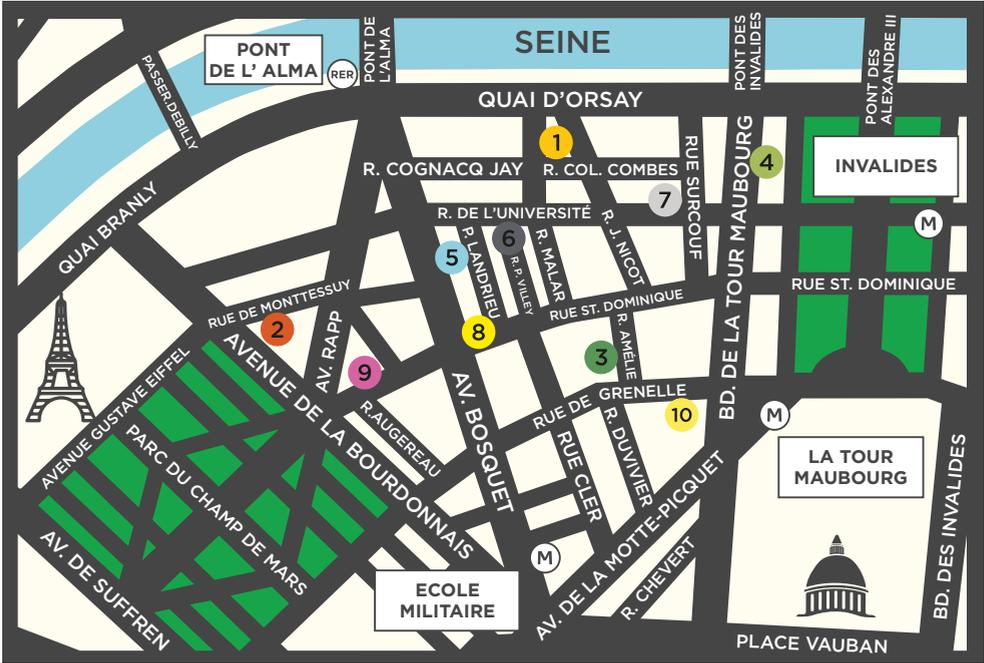 PONT
DE L' ALMA
RER
PONT DE
L'ALMA
SEINE
PONT DES
INVALIDES
PONT DES
ALEXANDRE III
PASSER.DEBILLY
QUAI D'ORSAY
1
R. COGNACQ JAY
R. COL. COMBES
RUE SURCOUF
4
INVALIDES
QUAI BRANLY
7
R. DE L'UNIVERSITÉ
M
5
P. LANDRIEU
6
R. P. VILLEY
R. MALAR
R. J. NICOT
BD. DE LA TOUR MAUBOURG
RUE DE MONTTESSUY
RUE ST. DOMINIQUE
RUE ST. DOMINIQUE
2
AV. RAPP
8
R. AMÉLIE
3
9
AVENUE GUSTAVE EIFFEL
AVENUE DE LA BOURDONNAIS
R.AUGEREAU
AV. BOSQUET
RUE DE GRENELLE
10
M
PARC DU CHAMP DE MARS
RUE CLER
R. DUVIVIER
LA TOUR
MAUBOURG
AV. DE SUFFREN
M
AV. DE LA MOTTE-PICQUET
BD. DES INVALIDES
ECOLE
MILITAIRE
R. CHEVERT
PLACE VAUBAN